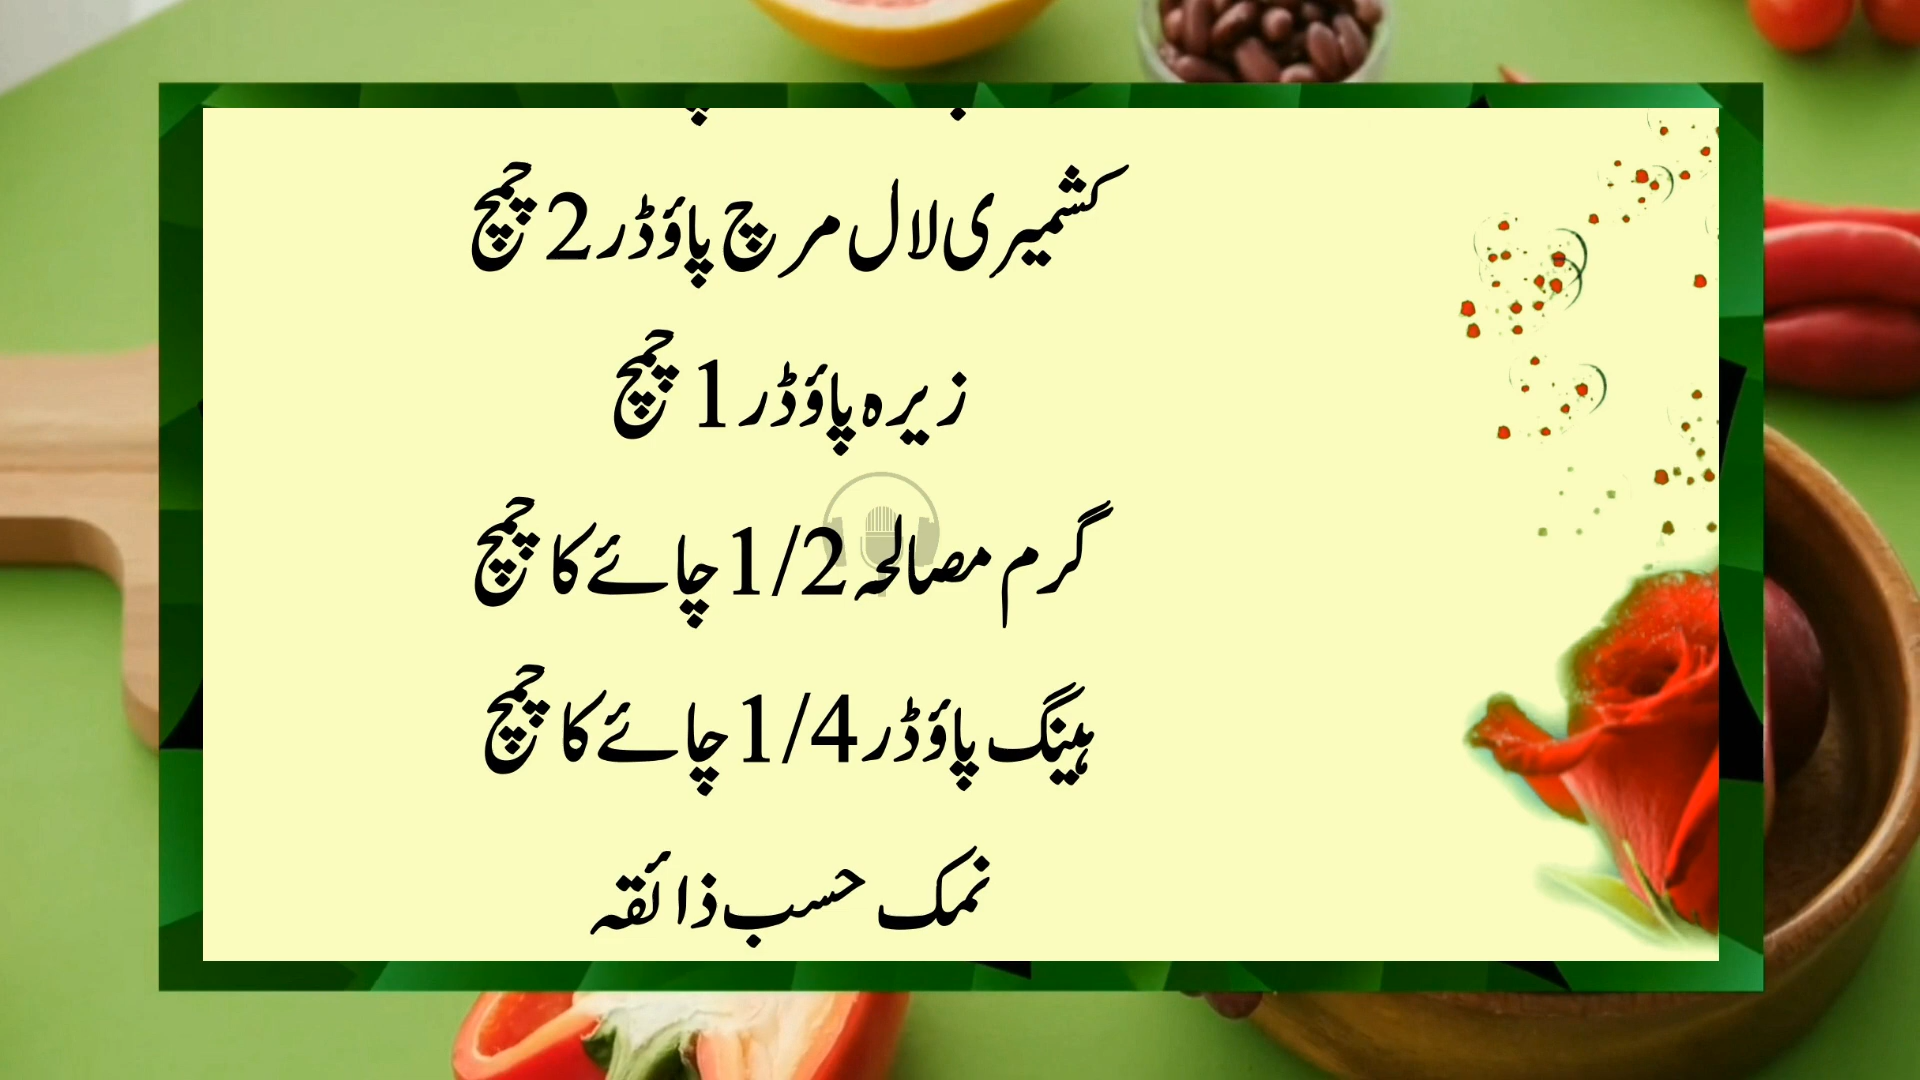 کشمیری لال مرچ پاؤڈر 2 چمچ
زیرہ پاؤڈر 1 چمچ
گرم مصالحہ 1/2 چائے کا چمچ
ہینگ پاؤڈر 1/4 چائے کا چمچ
نمک حسب ذائقہ